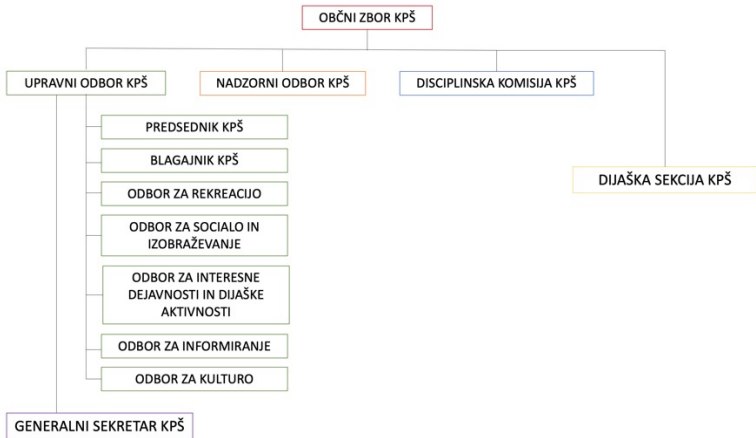 OBČNI ZBOR KPŠ
UPRAVNI ODBOR KPŠ
NADZORNI ODBOR KPŠ
DISCIPLINSKA KOMISIJA KPŠ
PREDSEDNIK KPŠ
BLAGAJNIK KPŠ
DIJAŠKA SEKCIJA KPŠ
ODBOR ZA REKREACIJO
ODBOR ZA SOCIALO IN
IZOBRAŽEVANJE
ODBOR ZA INTERESNE
DEJAVNOSTI IN DIJAŠKE
AKTIVNOSTI
ODBOR ZA INFORMIRANJE
ODBOR ZA KULTURO
GENERALNI SEKRETAR KPŠ